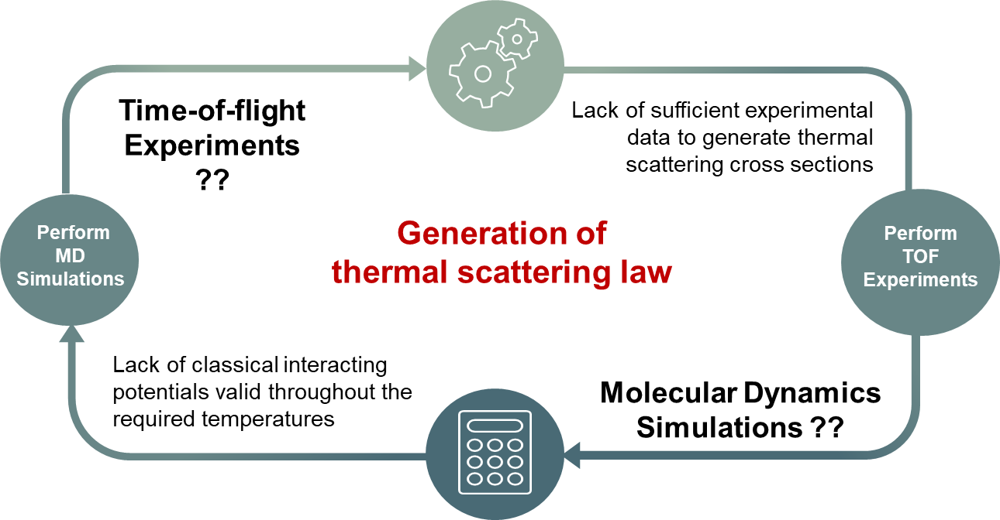 Time-of-flight
Experiments
??
Lack of sufficient experimental
data to generate thermal
scattering cross sections
Perform
MD
Simulations
Generation of
thermal scattering law
Perform
TOF
Experiments
Lack of classical interacting
potentials valid throughout the
required temperatures
Molecular Dynamics
Simulations ??